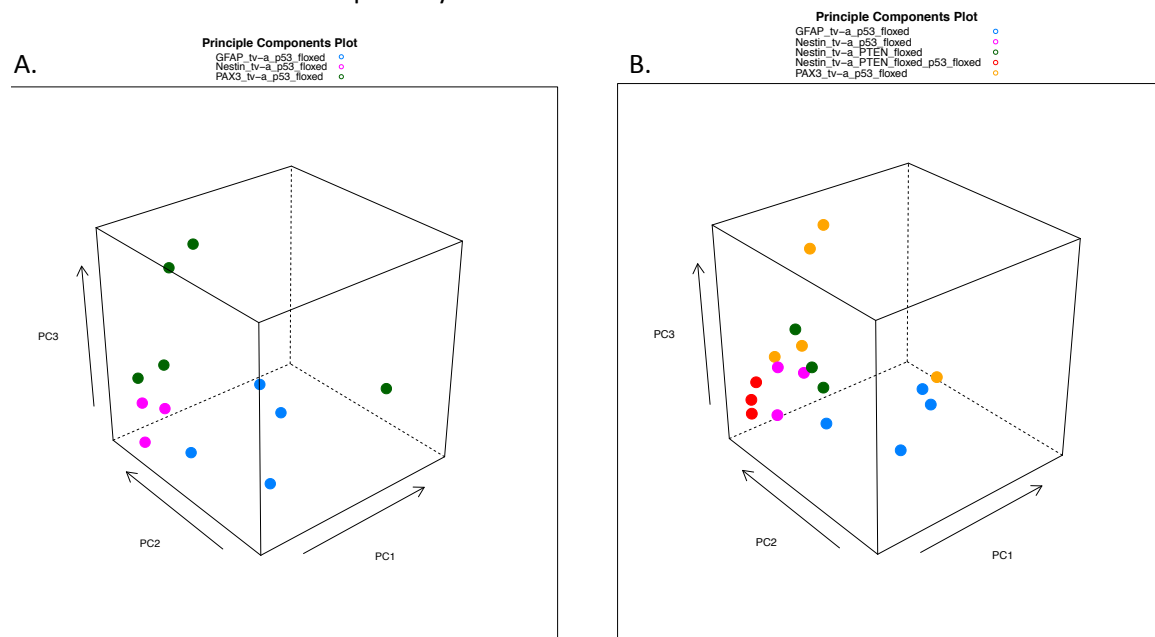 A.
Principle Components Plot
GFAP_tv-a_p53_floxed
Nestin_tv-a_p53_floxed
PAX3_tv-a_p53_floxed
PC3
PC2
PC1
B.
Principle Components Plot
GFAP_tv-a_p53_floxed
Nestin_tv-a_p53_floxed
Nestin_tv-a_PTEN_floxed
Nestin_tv-a_PTEN_floxed_p53_floxed
PAX3_tv-a_p53_floxed
PC3
PC2
PC1